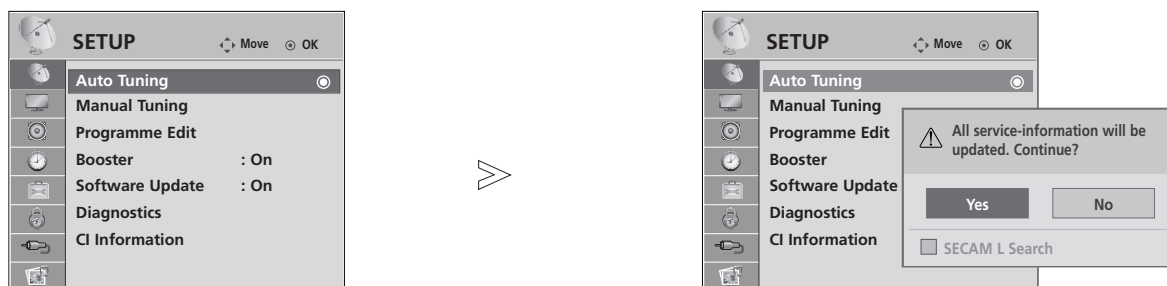 SETUP Move OK
Auto Tuning
Manual Tuning
Programme Edit
Booster : On
Software Update : On
Diagnostics
CI Information
SETUP Move OK
Auto Tuning
Manual Tuning
Programme Edit
Booster
Software Update
Diagnostics
CI Information
All service-information will be
updated. Continue?
Yes No
SECAM L Search